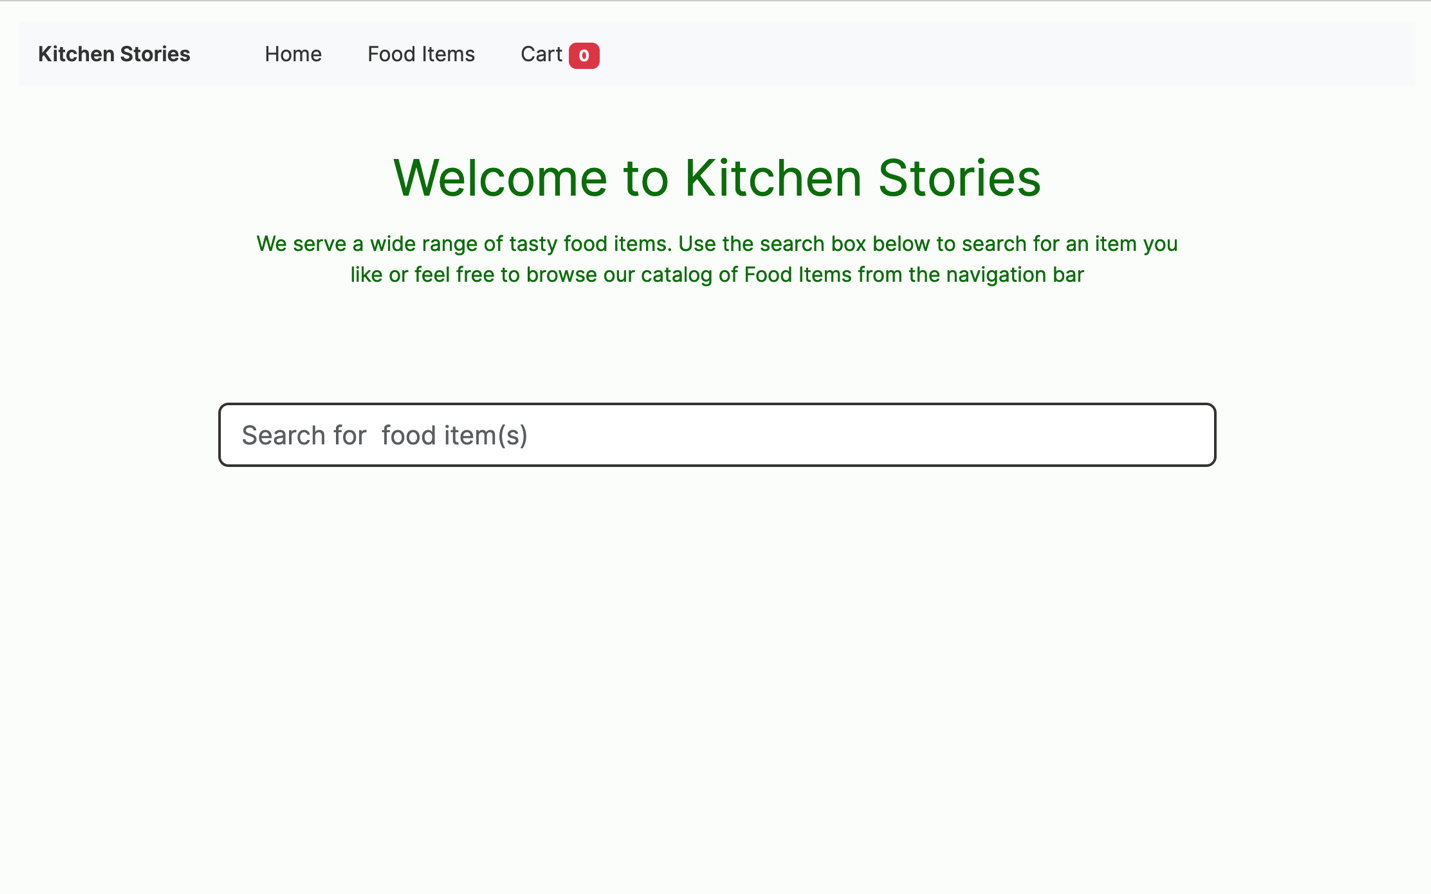 Kitchen Stories Home Food Items Cart 0
Welcome to Kitchen Stories
We serve a wide range of tasty food items. Use the search box below to search for an item you
like or feel free to browse our catalog of Food Items from the navigation bar
Search for  food item(s)